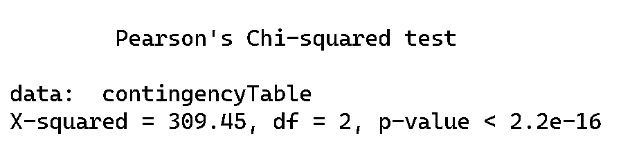 Pearson's Chi-squared test
data:  contingencyTable
X-squared = 309.45, df = 2, p-value < 2.2e-16